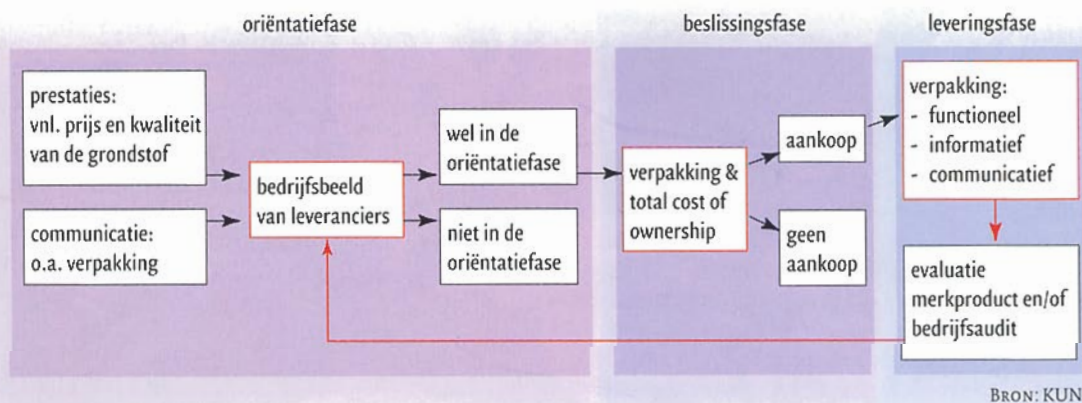 oriëntatiefase
beslissingsfase
leveringsfase
prestaties:
vnl. prijs en kwaliteit
van de grondstof
communicatie:
o.a. verpakking
bedrijfsbeeld
van leveranciers
wel in de
oriëntatiefase
niet in de
oriëntatiefase
verpakking &
total cost of
ownership
aankoop
geen
aankoop
verpakking:
- functioneel
- informatief
- communicatief
evaluatie
merkproduct en/of
bedrijfsaudit
BRON: KUN